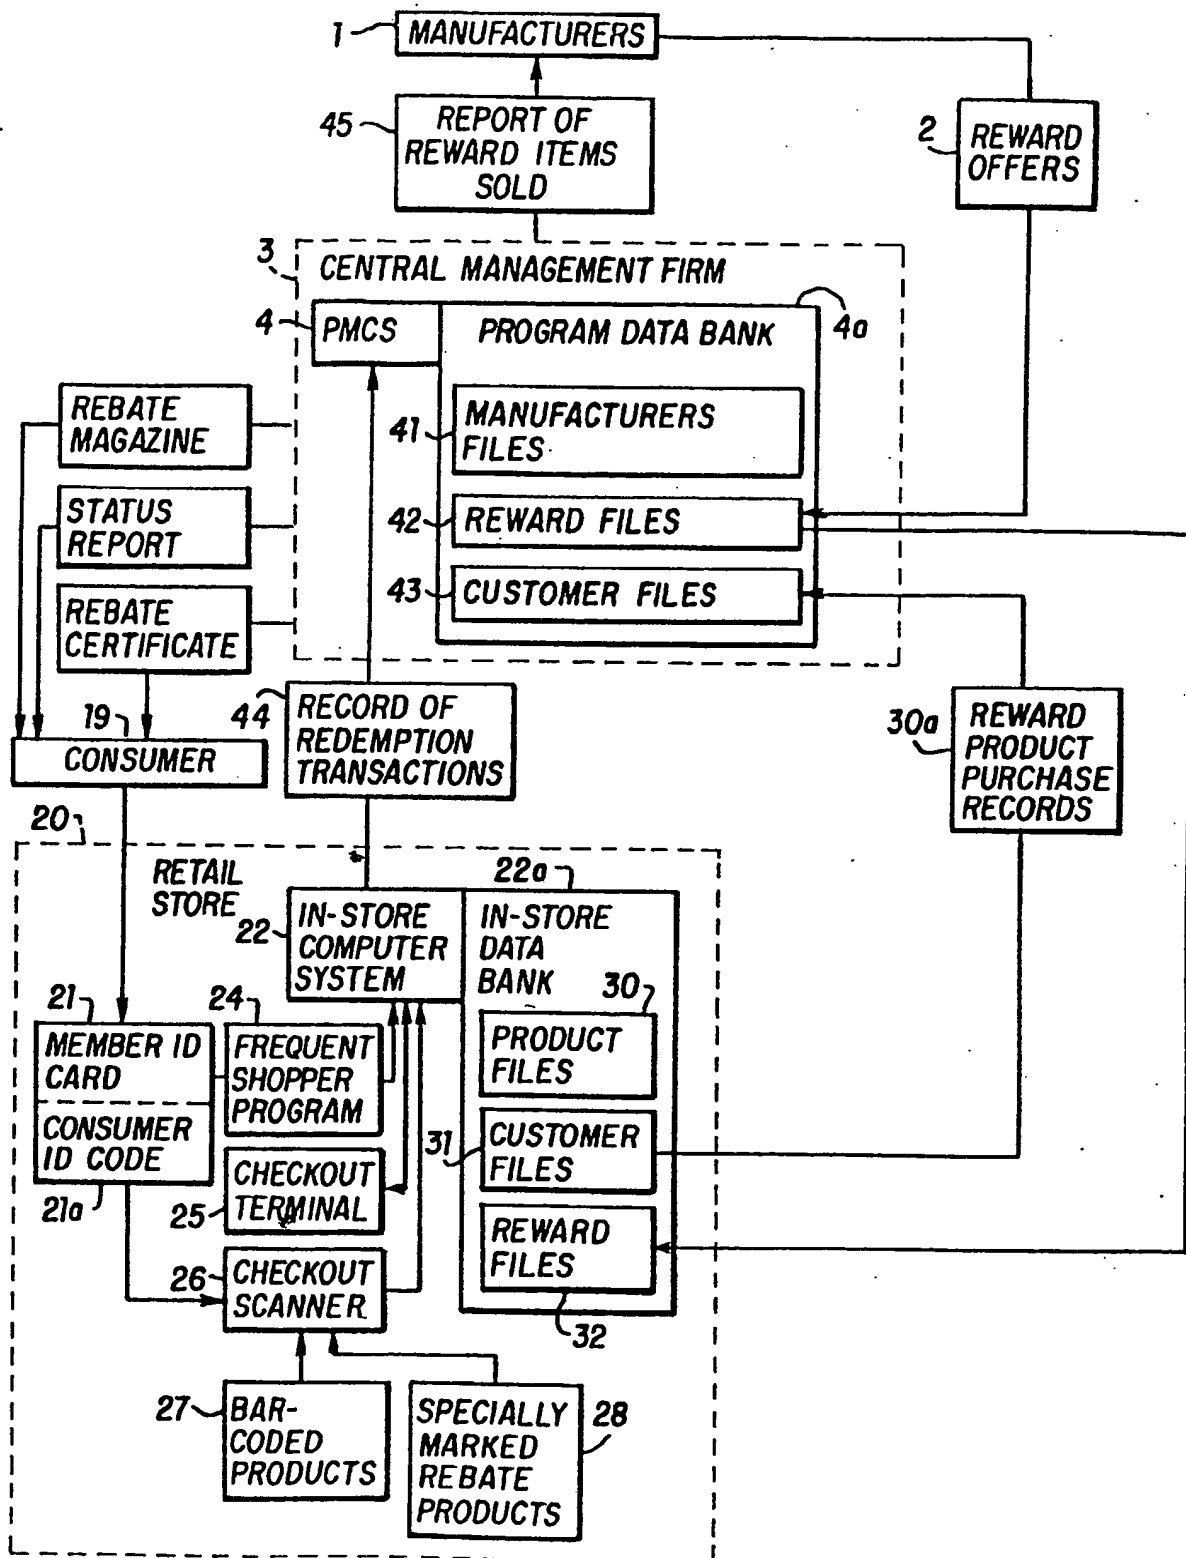 1
MANUFACTURERS
45
REPORT OF
REWARD ITEMS
SOLD
2
REWARD
OFFERS
3
CENTRAL MANAGEMENT FIRM
4
PMCS
PROGRAM DATA BANK
4a
REBATE
MAGAZINE
41
MANUFACTURERS
FILES
STATUS
REPORT
42
REWARD FILES
43
CUSTOMER FILES
REBATE
CERTIFICATE
44
RECORD OF
REDEMPTION
TRANSACTIONS
30a
REWARD
PRODUCT
PURCHASE
RECORDS
19
CONSUMER
20
RETAIL
STORE
22
IN-STORE
COMPUTER
SYSTEM
22a
IN-STORE
DATA
BANK
21
MEMBER ID
CARD
CONSUMER
ID CODE
21a
24
FREQUENT
SHOPPER
PROGRAM
30
PRODUCT
FILES
25
CHECKOUT
TERMINAL
31
CUSTOMER
FILES
26
CHECKOUT
SCANNER
REWARD
FILES
32
27
BAR-
CODED
PRODUCTS
SPECIALLY
MARKED
REBATE
PRODUCTS
28